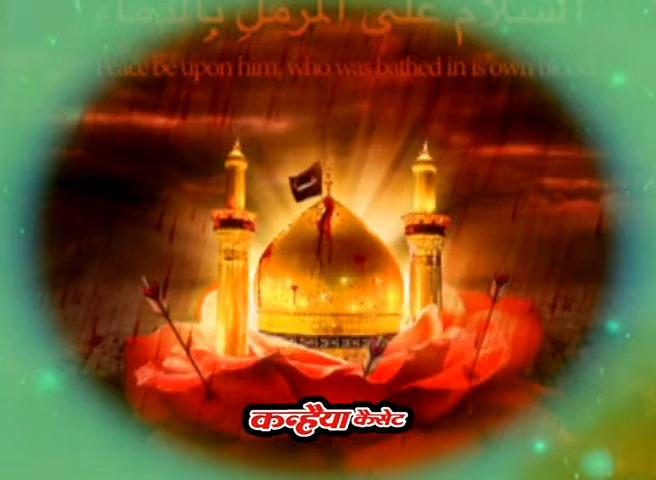 السلام على المرمل بالدماء
Peace be upon him, who was bathed in is own blood
कन्हैया कैसेट